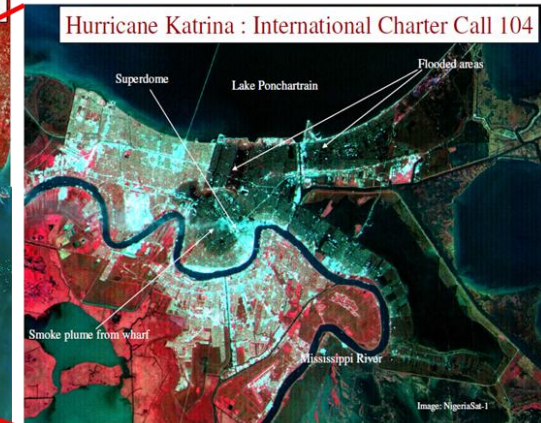 Hurricane Katrina : International Charter Call 104
Flooded areas
Superdome
Lake Ponchartrain
Smoke plume from wharf
Mississippi River
Image: NigeriaSat-1